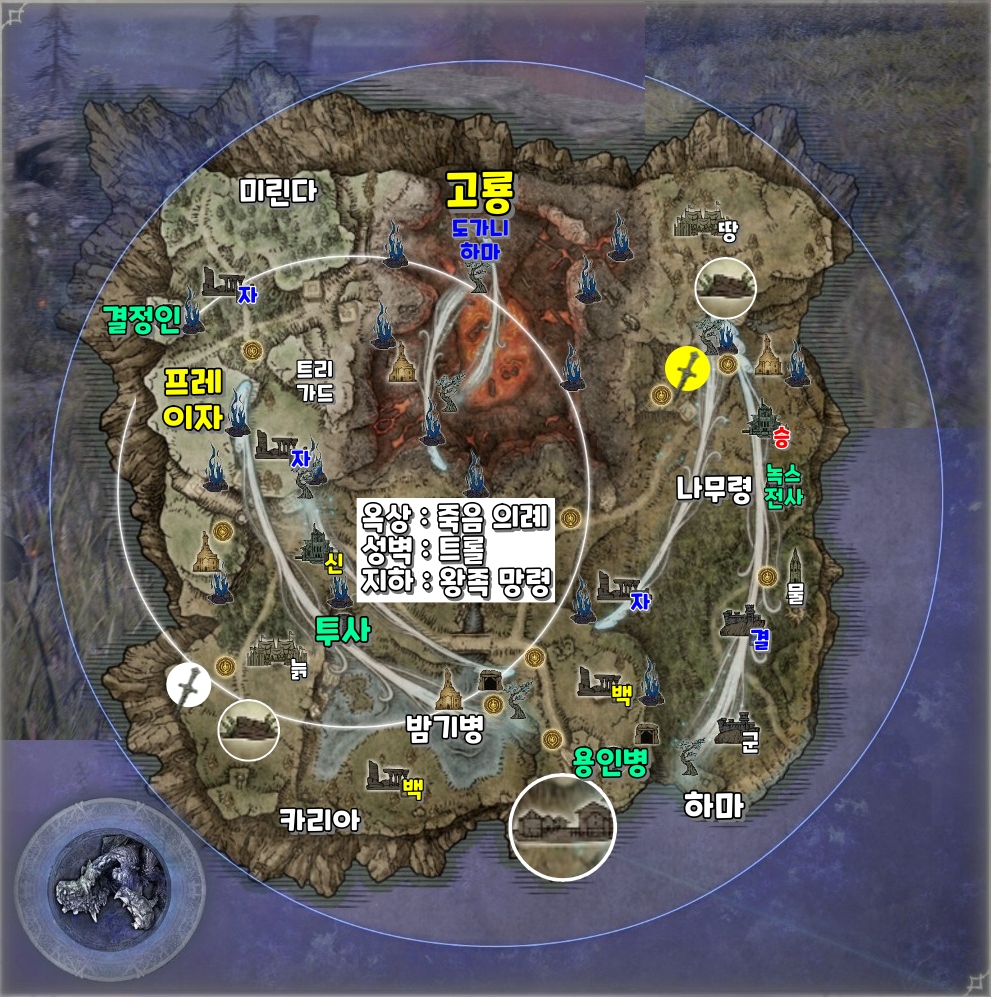 미린다
고룡
도가니
하마
땅
자
결정인
트리
가드
프레
이자
승
자
나무령
녹스
전사
옥상 : 죽음 의례
성벽 : 트롤
지하 : 왕족 망령
신
물
자
투사
결
늙
백
밤기병
군
용인병
백
하마
카리아